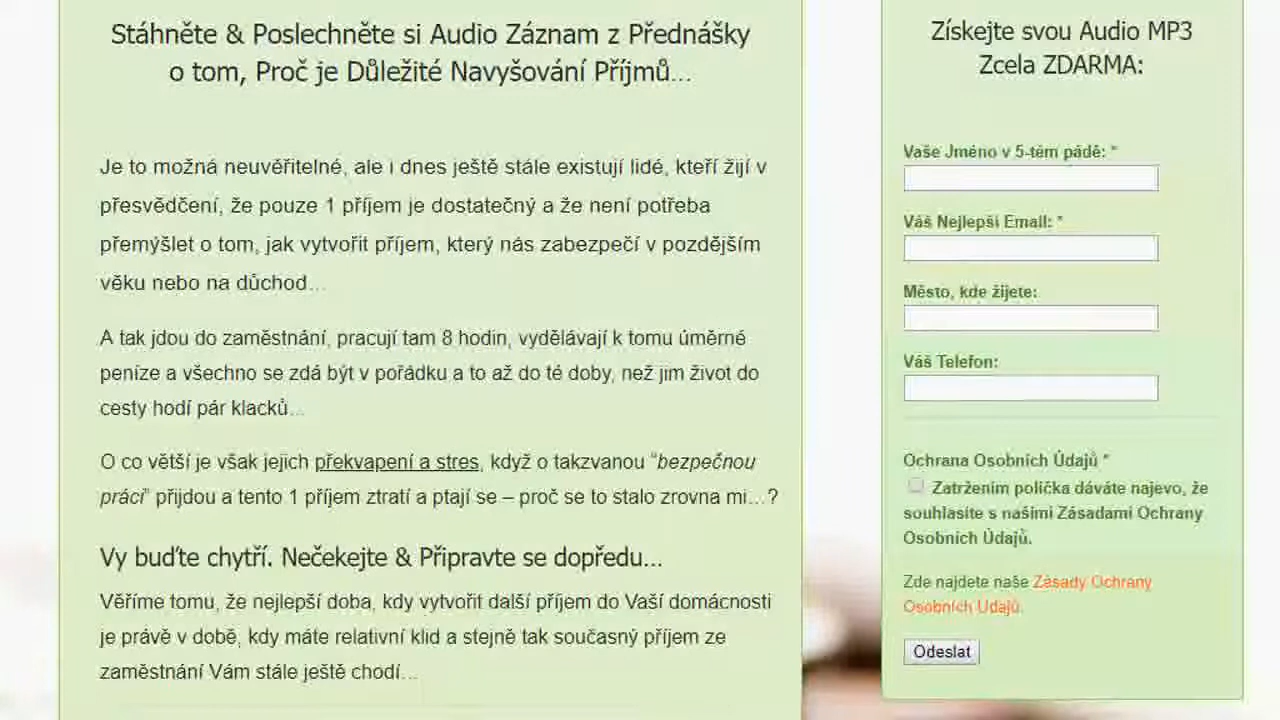 Stáhněte & Poslechněte si Audio Záznam z Přednášky
o tom, Proč je Důležité Navyšování Příjmů...
Je to možná neuvěřitelné, ale i dnes ještě stále existují lidé, kteří žijí v
přesvědčení, že pouze 1 příjem je dostatečný a že není potřeba
přemýšlet o tom, jak vytvořit příjem, který nás zabezpečí v pozdějším
věku nebo na důchod...
A tak jdou do zaměstnání, pracují tam 8 hodin, vydělávají k tomu úměrné
peníze a všechno se zdá být v pořádku a to až do té doby, než jim život do
cesty hodí pár klacků...
O co větší je však jejich překvapení a stres, když o takzvanou “bezpečnou
práci” přijdou a tento 1 příjem ztratí a ptají se – proč se to stalo zrovna mi...?
Vy buďte chytří. Nečekejte & Připravte se dopředu...
Věříme tomu, že nejlepší doba, kdy vytvořit další příjem do Vaší domácnosti
je právě v době, kdy máte relativní klid a stejně tak současný příjem ze
zaměstnání Vám stále ještě chodí...
Získejte svou Audio MP3
Zcela ZDARMA:
Vaše Jméno v 5-tém pádě: *
Váš Nejlepší Email: *
Město, kde žijete:
Váš Telefon:
Ochrana Osobních Údajů *
Zatržením políčka dáváte najevo, že
souhlasíte s našimi Zásadami Ochrany
Osobních Údajů.
Zde najdete naše Zásady Ochrany
Osobních Údajů.
Odeslat